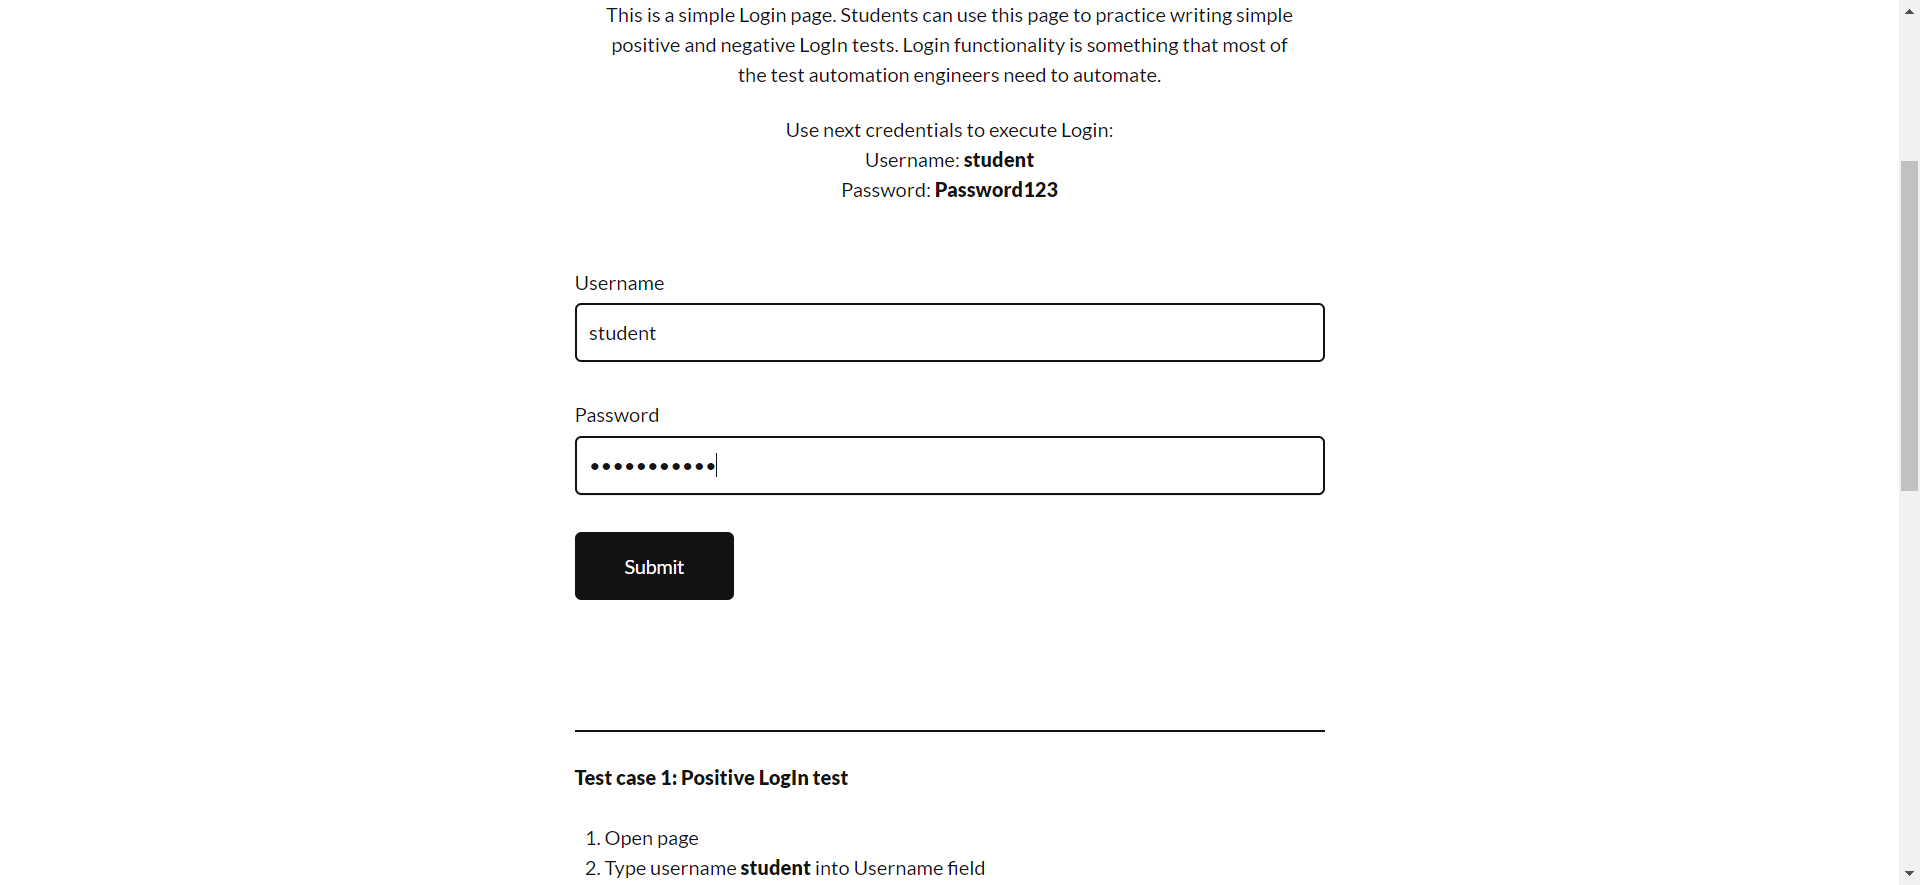 This is a simple Login page. Students can use this page to practice writing simple
positive and negative LogIn tests. Login functionality is something that most of
the test automation engineers need to automate.
Use next credentials to execute Login:
Username: student
Password: Password123
Username
student
Password
•••••••••••
Submit
Test case 1: Positive LogIn test
1. Open page
2. Type username student into Username field